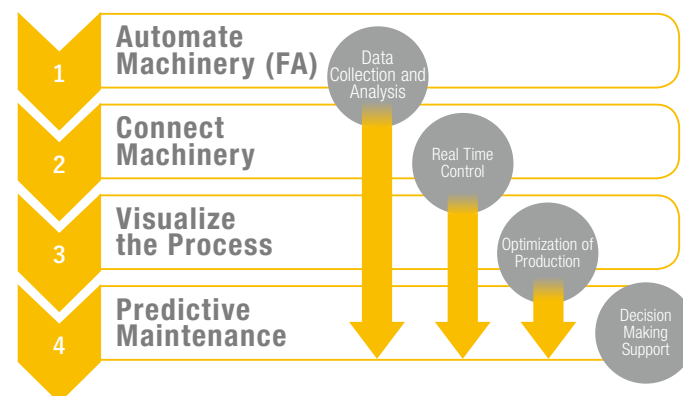 1
Automate
Machinery (FA)
Data
Collection and
Analysis
2
Connect
Machinery
Real Time
Control
3
Visualize
the Process
Optimization of
Production
4
Predictive
Maintenance
Decision
Making
Support